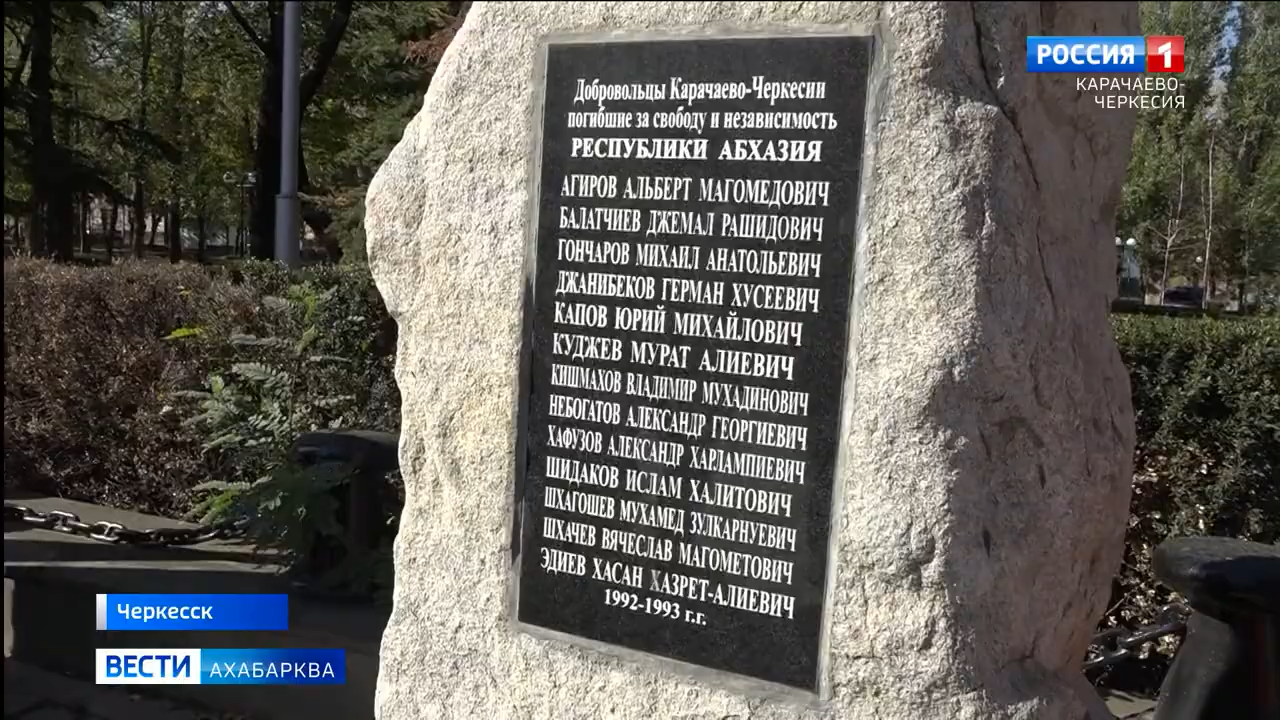 РОССИЯ 1
КАРАЧАЕВО-
ЧЕРКЕСИЯ
Добровольцы Карачаево-Черкесии
погибшие за свободу и независимость
РЕСПУБЛИКИ АБХАЗИЯ
АГИРОВ АЛЬБЕРТ МАГОМЕДОВИЧ
БАЛАТЧИЕВ ДЖЕМАЛ РАШИДОВИЧ
ГОНЧАРОВ МИХАИЛ АНАТОЛЬЕВИЧ
ДЖАНИБЕКОВ ГЕРМАН ХУСЕЕВИЧ
КАПОВ ЮРИЙ МИХАЙЛОВИЧ
КУДЖЕВ МУРАТ АЛИЕВИЧ
КИШМАХОВ ВЛАДИМИР МУХАДИНОВИЧ
НЕБОГАТОВ АЛЕКСАНДР ГЕОРГИЕВИЧ
ХАФУЗОВ АЛЕКСАНДР ХАРЛАМПИЕВИЧ
ШИДАКОВ ИСЛАМ ХАЛИТОВИЧ
ШХАГОШЕВ МУХАМЕД ЗУЛКАРНУЕВИЧ
ШХАЧЕВ ВЯЧЕСЛАВ МАГОМЕТОВИЧ
ЭДИЕВ ХАСАН ХАЗРЕТ-АЛИЕВИЧ
1992-1993 г.г.
Черкесск
ВЕСТИ АХАБАРКВА